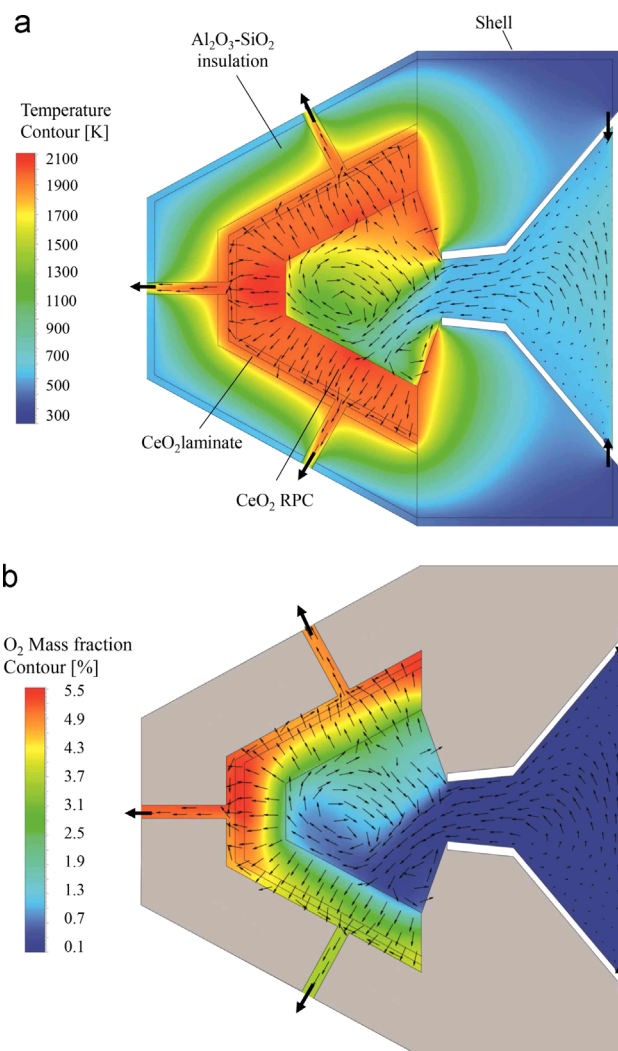 a
Shell
Al₂O₃-SiO₂
insulation
Temperature
Contour [K]
2100
1900
1700
1500
1300
1100
900
700
500
300
CeO₂laminate
CeO₂ RPC
b
O₂ Mass fraction
Contour [%]
5.5
4.9
4.3
3.7
3.1
2.5
1.9
1.3
0.7
0.1